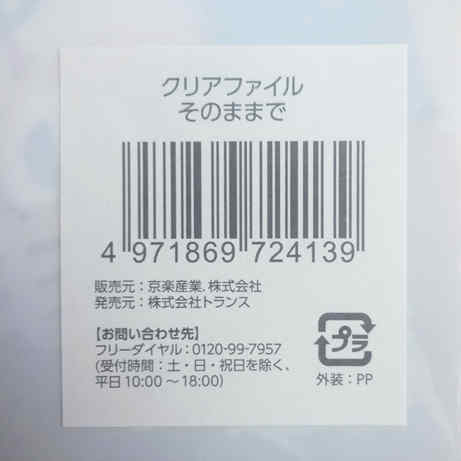 クリアファイル
そのままで
4 971869 724139
販売元：京楽産業.株式会社
発売元：株式会社トランス
【お問い合わせ先】
フリーダイヤル：0120-99-7957
(受付時間：土・日・祝日を除く、
平日10:00～18:00)
プラ
外装：PP